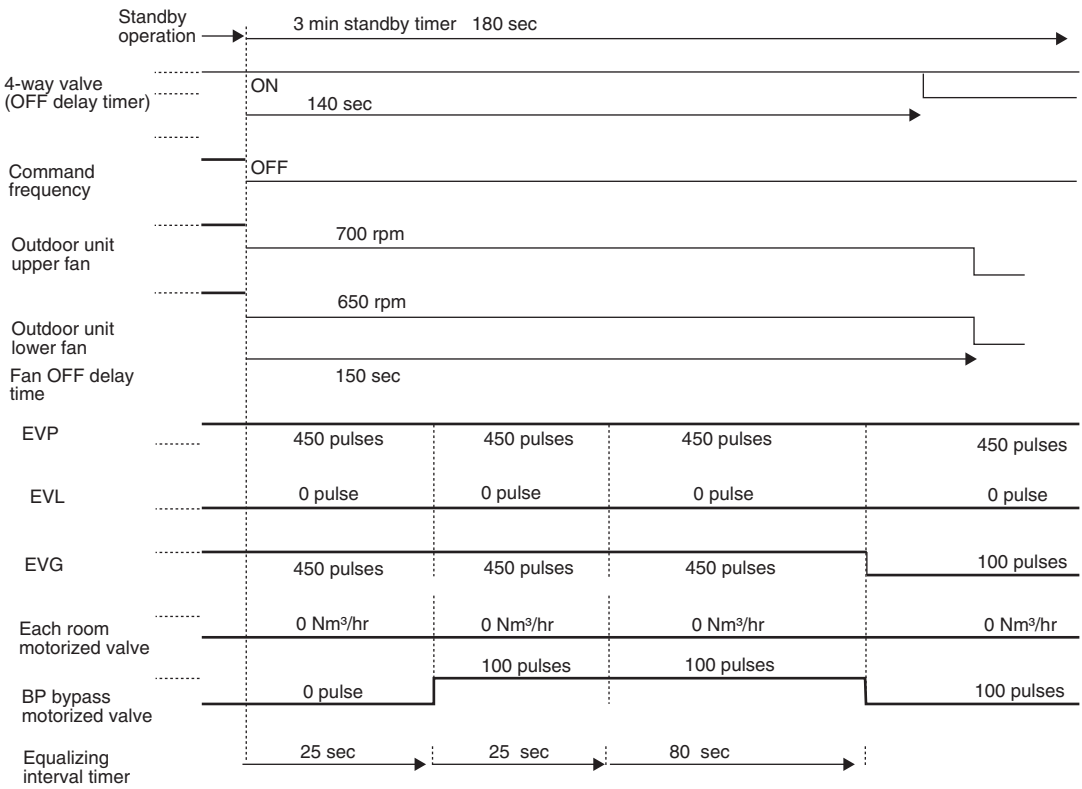 Standby
operation
3 min standby timer 180 sec
4-way valve
(OFF delay timer)
ON
140 sec
Command
frequency
OFF
Outdoor unit
upper fan
700 rpm
Outdoor unit
lower fan
650 rpm
Fan OFF delay
time
150 sec
EVP
450 pulses 450 pulses 450 pulses 450 pulses
EVL
0 pulse 0 pulse 0 pulse 0 pulse
EVG
450 pulses 450 pulses 450 pulses 100 pulses
Each room
motorized valve
0 Nm³/hr 0 Nm³/hr 0 Nm³/hr 0 Nm³/hr
BP bypass
motorized valve
0 pulse 100 pulses 100 pulses 100 pulses
Equalizing
interval timer
25 sec 25 sec 80 sec